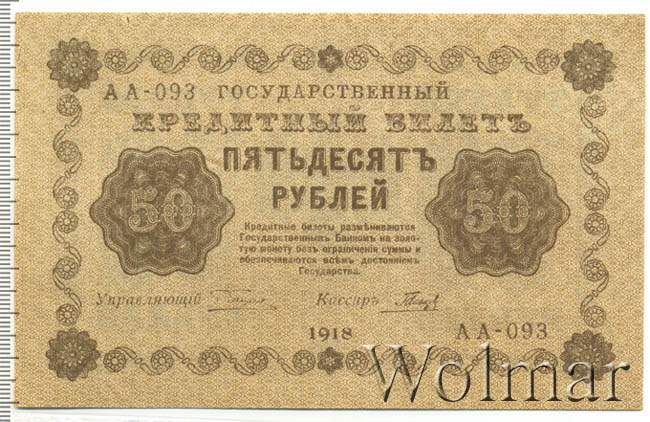 АА-093 ГОСУДАРСТВЕННЫЙ
КРЕДИТНЫЙ БИЛЕТЪ
ПЯТЬДЕСЯТЪ
РУБЛЕЙ
50
50
Кредитные билеты размѣниваются
Государственнымъ Банкомъ на золо-
тую монету безъ ограниченія суммы и
обезпечиваются всѣмъ достояніемъ
Государства.
Управляющій
Кассиръ
1918
АА-093
Wolmar